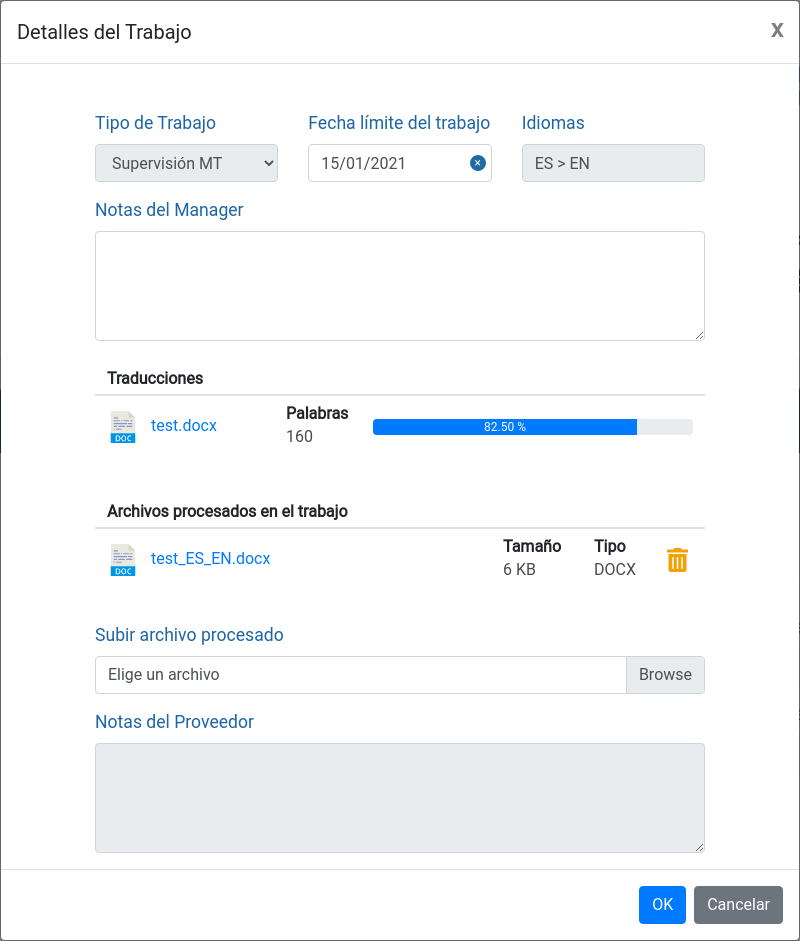 Detalles del Trabajo
X
Tipo de Trabajo
Fecha límite del trabajo
Idiomas
Supervisión MT
15/01/2021
ES > EN
Notas del Manager
Traducciones
DOC
test.docx
Palabras
160
82.50 %
Archivos procesados en el trabajo
DOC
test_ES_EN.docx
Tamaño
6 KB
Tipo
DOCX
Subir archivo procesado
Elige un archivo
Browse
Notas del Proveedor
OK
Cancelar